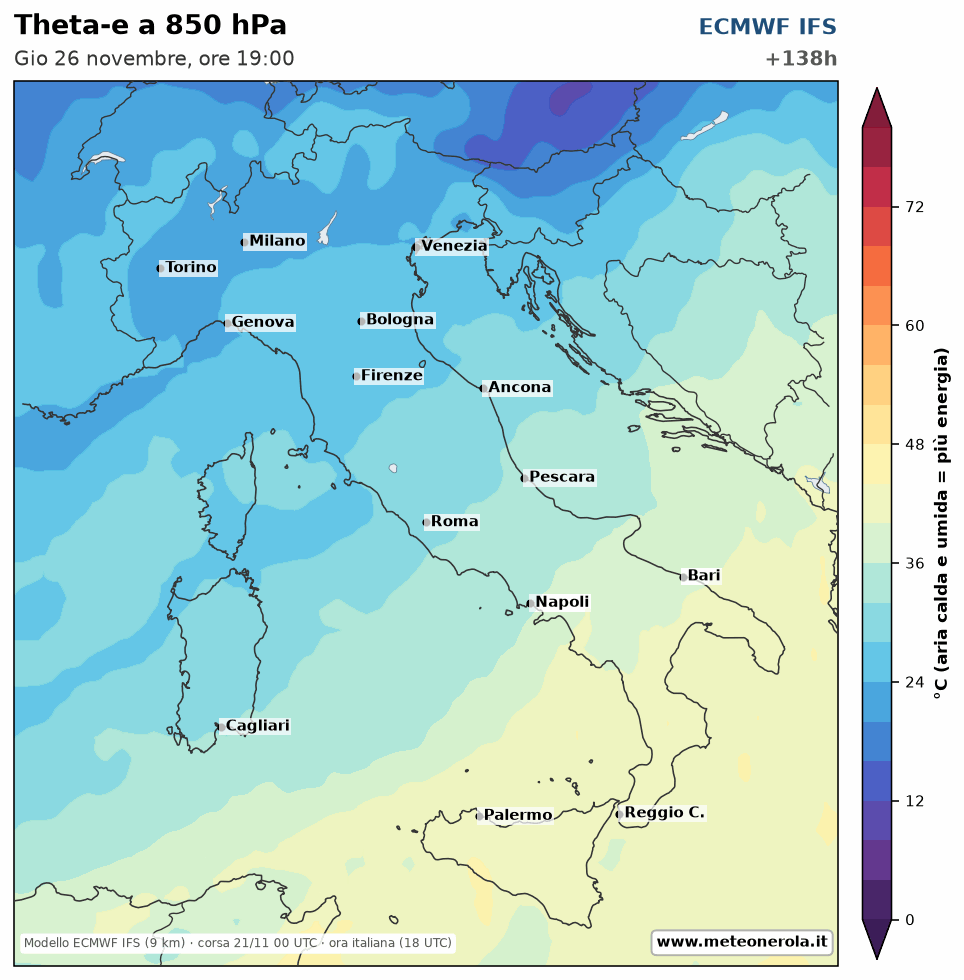 Theta-e a 850 hPa
ECMWF IFS
Gio 26 novembre, ore 19:00
+138h
Milano
Venezia
Torino
Genova
Bologna
Firenze
Ancona
Pescara
Roma
Bari
Napoli
Cagliari
Palermo
Reggio C.
72
60
48
36
24
12
0
°C (aria calda e umida = più energia)
Modello ECMWF IFS (9 km) · corsa 21/11 00 UTC · ora italiana (18 UTC)
www.meteonerola.it